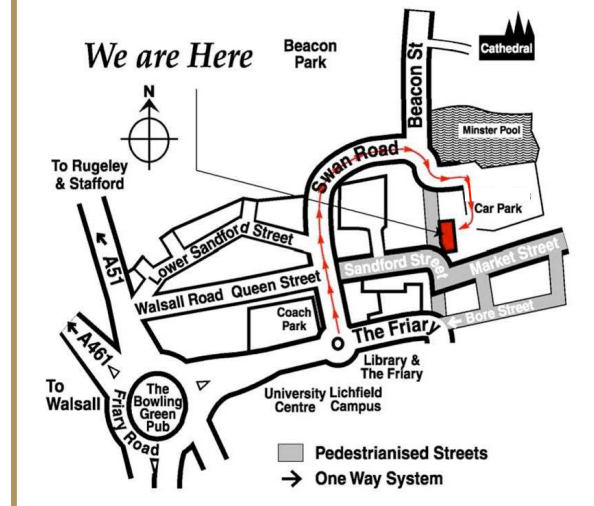 We are Here
Beacon
Park
Beacon St
Cathedral
N
Minster Pool
Swan Road
To Rugeley
& Stafford
Car Park
A51
Lower Sandford Street
Sandford Street
Market Street
Walsall Road Queen Street
Coach
Park
The Friary
Bore Street
A461
Library &
The Friary
To
Walsall
Friary Road
The
Bowling
Green
Pub
University Lichfield
Centre Campus
Pedestrianised Streets
One Way System